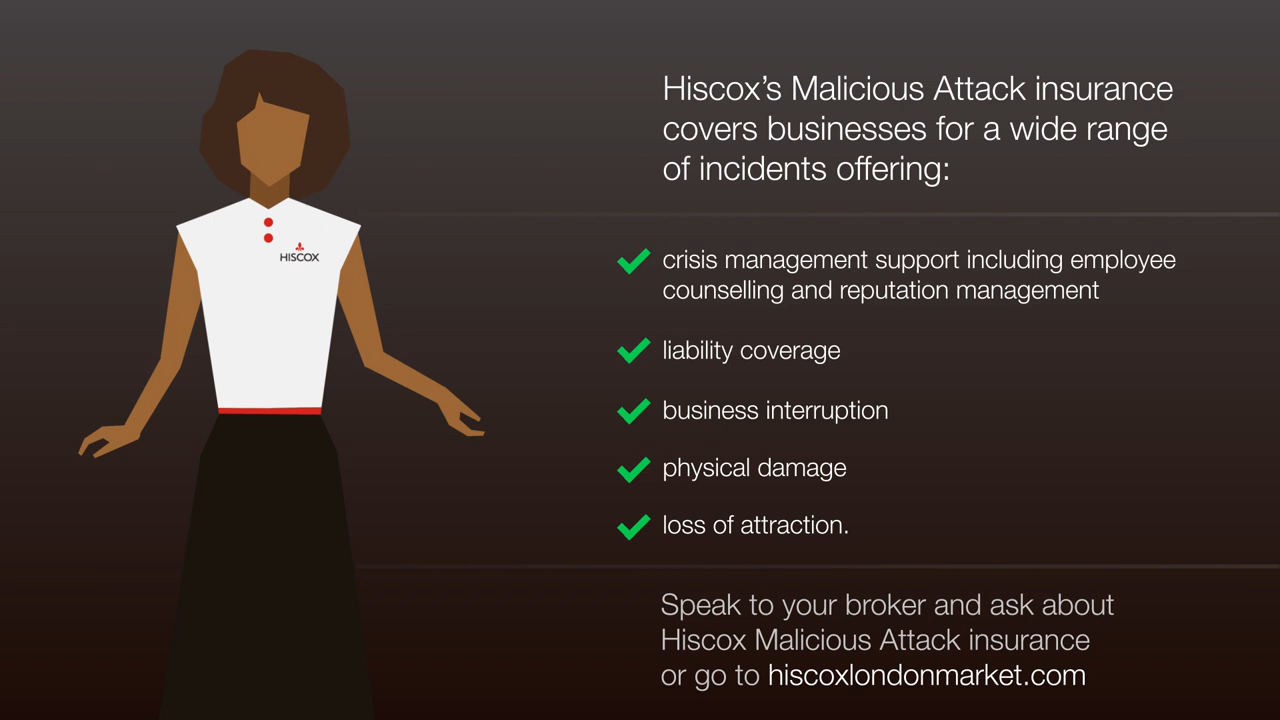 Hiscox’s Malicious Attack insurance
covers businesses for a wide range
of incidents offering:
HISCOX
crisis management support including employee
counselling and reputation management
liability coverage
business interruption
physical damage
loss of attraction.
Speak to your broker and ask about
Hiscox Malicious Attack insurance
or go to hiscoxlondonmarket.com